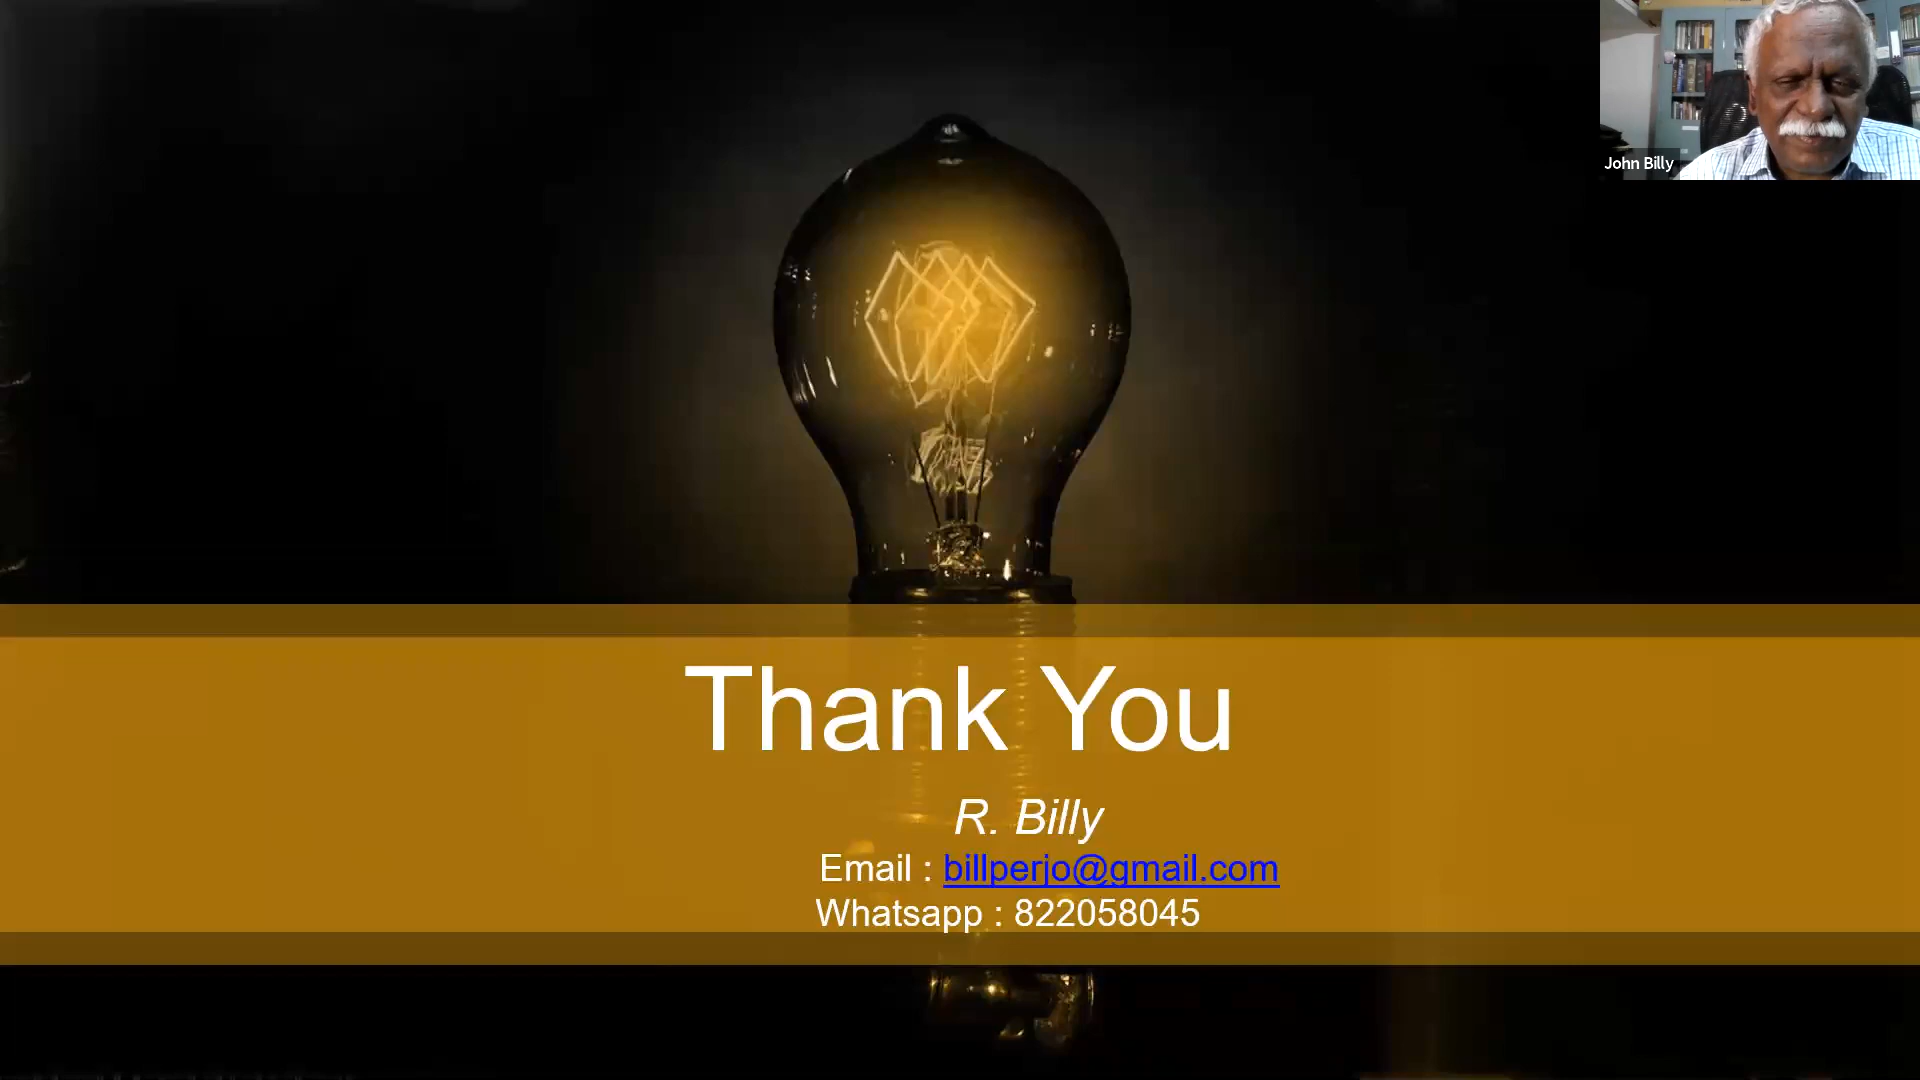 John Billy
Thank You
R. Billy
Email : billperjo@gmail.com
Whatsapp : 822058045